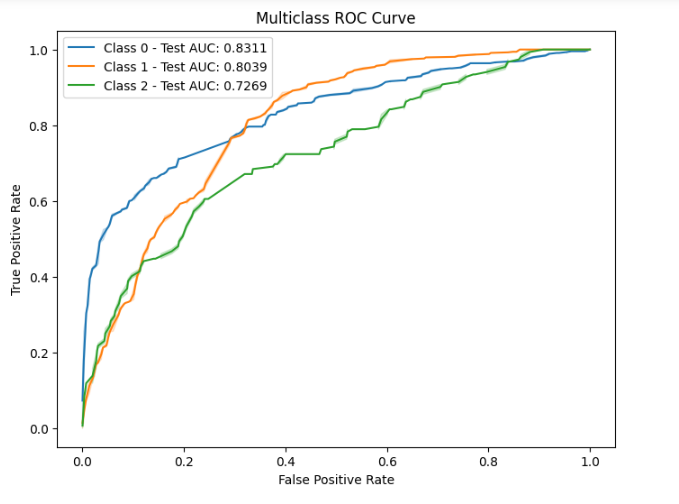 Multiclass ROC Curve
Class 0 - Test AUC: 0.8311
Class 1 - Test AUC: 0.8039
Class 2 - Test AUC: 0.7269
1.0
0.8
0.6
0.4
0.2
0.0
True Positive Rate
0.0 0.2 0.4 0.6 0.8 1.0
False Positive Rate